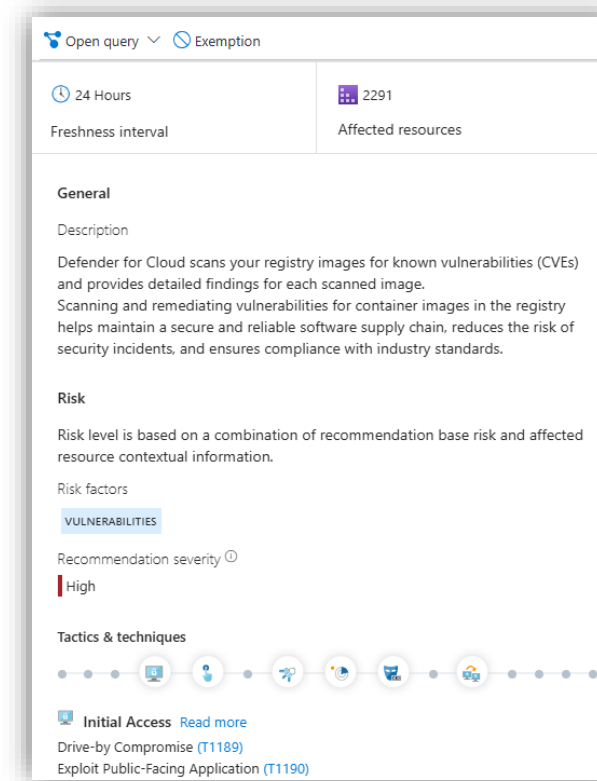 Open query Exemption
24 Hours 2291
Freshness interval Affected resources
General
Description
Defender for Cloud scans your registry images for known vulnerabilities (CVEs)
and provides detailed findings for each scanned image.
Scanning and remediating vulnerabilities for container images in the registry
helps maintain a secure and reliable software supply chain, reduces the risk of
security incidents, and ensures compliance with industry standards.
Risk
Risk level is based on a combination of recommendation base risk and affected
resource contextual information.
Risk factors
VULNERABILITIES
Recommendation severity
High
Tactics & techniques
Initial Access Read more
Drive-by Compromise (T1189)
Exploit Public-Facing Application (T1190)